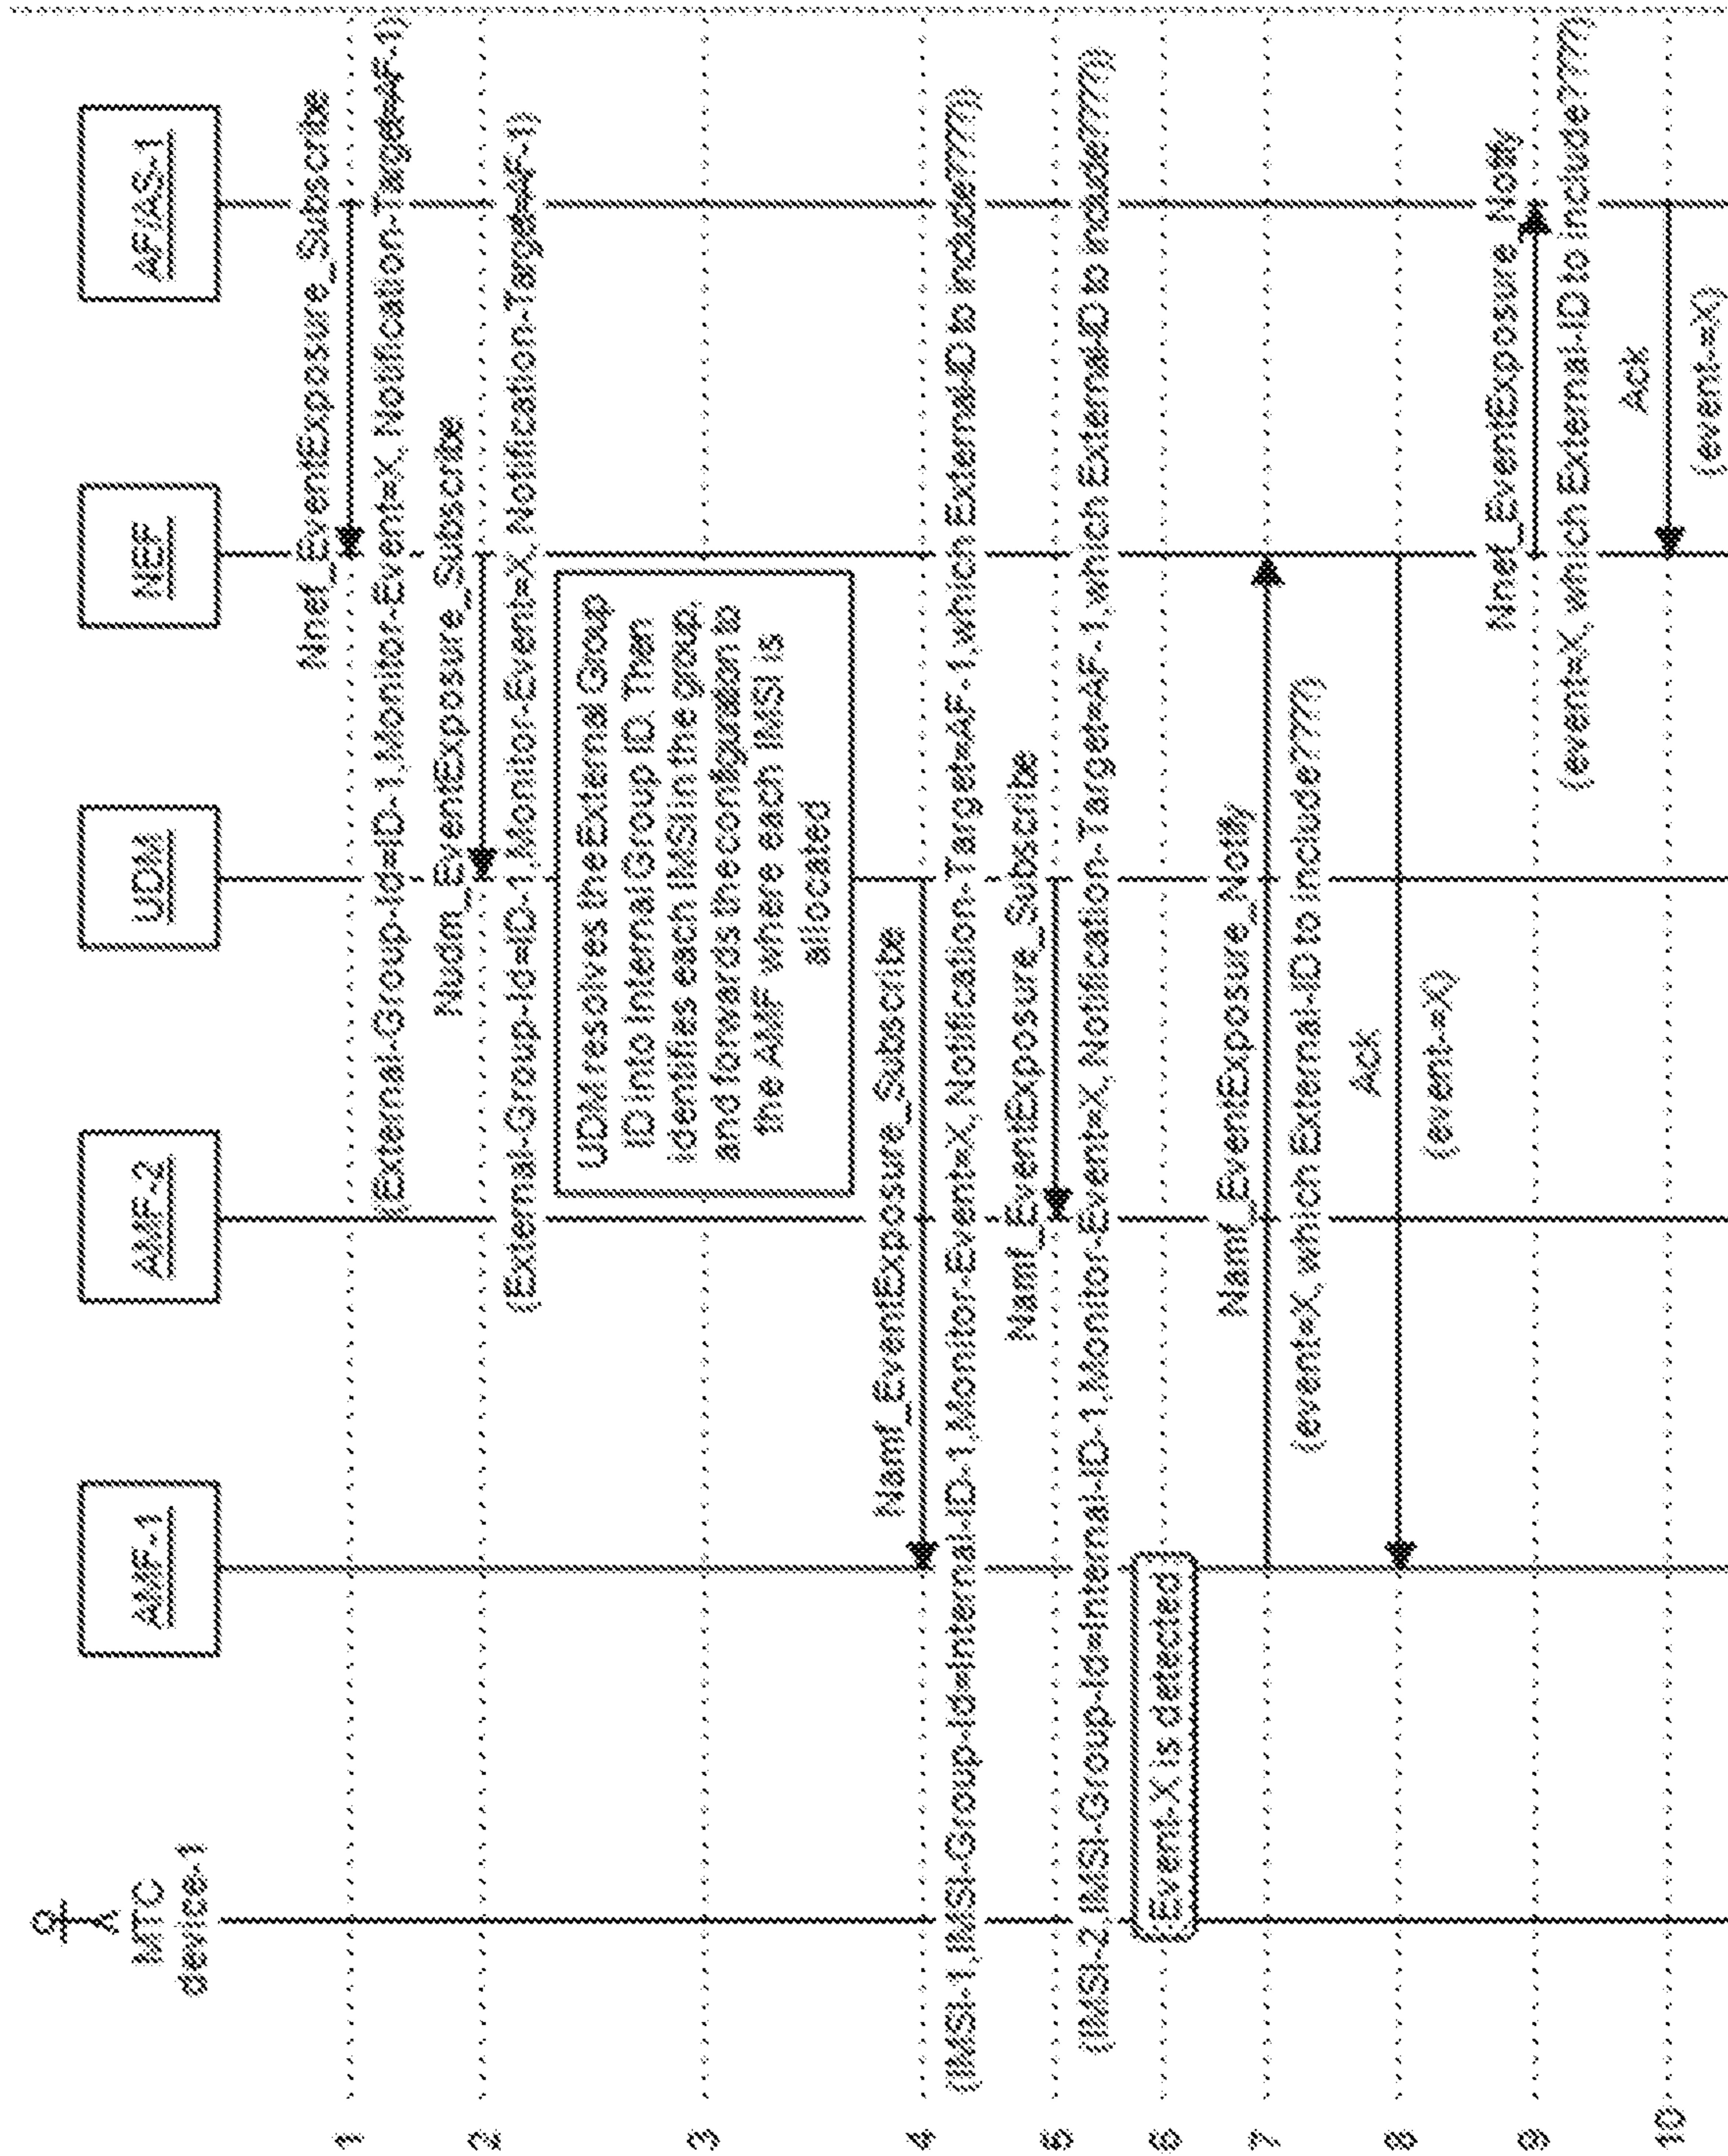 MTC
device-1
AMF-1
AMF-2
UDM
NEF
AFAS-1
1
Nnef_EventExposure_Subscribe
(External-Group-Id=ID-1,Monitor-Event=X, Notification-Target=AF-1)
2
Nudm_EventExposure_Subscribe
(External-Group-Id=ID-1,Monitor-Event=X, Notification-Target=AF-1)
3
UDM resolves the External Group
ID into Internal Group ID. Then
identifies each IMSI in the group,
and forwards the configuration to
the AMF where each IMSI is
allocated
4
Namf_EventExposure_Subscribe
(IMSI-1,IMSI-Group-Id=Internal-ID-1,Monitor-Event=X, Notification-Target=AF-1,which External-ID to include????)
5
Namf_EventExposure_Subscribe
(IMSI-2,IMSI-Group-Id=Internal-ID-1,Monitor-Event=X, Notification-Target=AF-1,which External-ID to include????)
6
Event-X is detected
7
Namf_EventExposure_Notify
(event=X, which External-ID to include????)
8
Ack
(event-=X)
9
Nnef_EventExposure_Notify
(event=X, which External-ID to include????)
10
Ack
(event-=X)